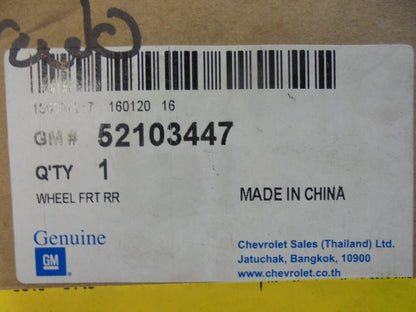 160120 16
GM # 52103447
Q'TY 1
WHEEL FRT RR
MADE IN CHINA
Genuine
GM
Chevrolet Sales (Thailand) Ltd.
Jatuchak, Bangkok, 10900
www.chevrolet.co.th